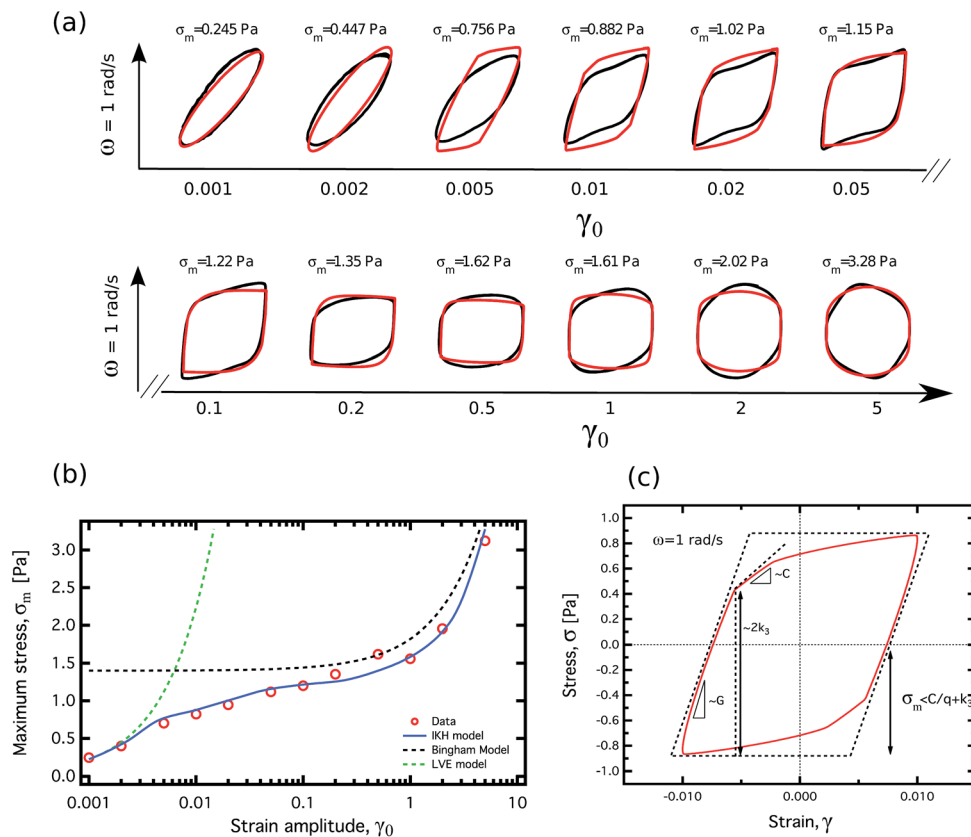 (a)
σm=0.245 Pa σm=0.447 Pa σm=0.756 Pa σm=0.882 Pa σm=1.02 Pa σm=1.15 Pa
ω = 1 rad/s
0.001 0.002 0.005 0.01 0.02 0.05
γ0
σm=1.22 Pa σm=1.35 Pa σm=1.62 Pa σm=1.61 Pa σm=2.02 Pa σm=3.28 Pa
ω = 1 rad/s
0.1 0.2 0.5 1 2 5
γ0
(b)
Maximum stress, σm [Pa]
3.0
2.5
2.0
1.5
1.0
0.5
0.0
Data
IKH model
Bingham Model
LVE model
0.001 0.01 0.1 1 10
Strain amplitude, γ0
(c)
Stress, σ [Pa]
1.0
0.8
0.6
0.4
0.2
0.0
-0.2
-0.4
-0.6
-0.8
-1.0
ω=1 rad/s
~C
~2k3
~G
σm<C/q+k3
-0.010 0.000 0.010
Strain, γ